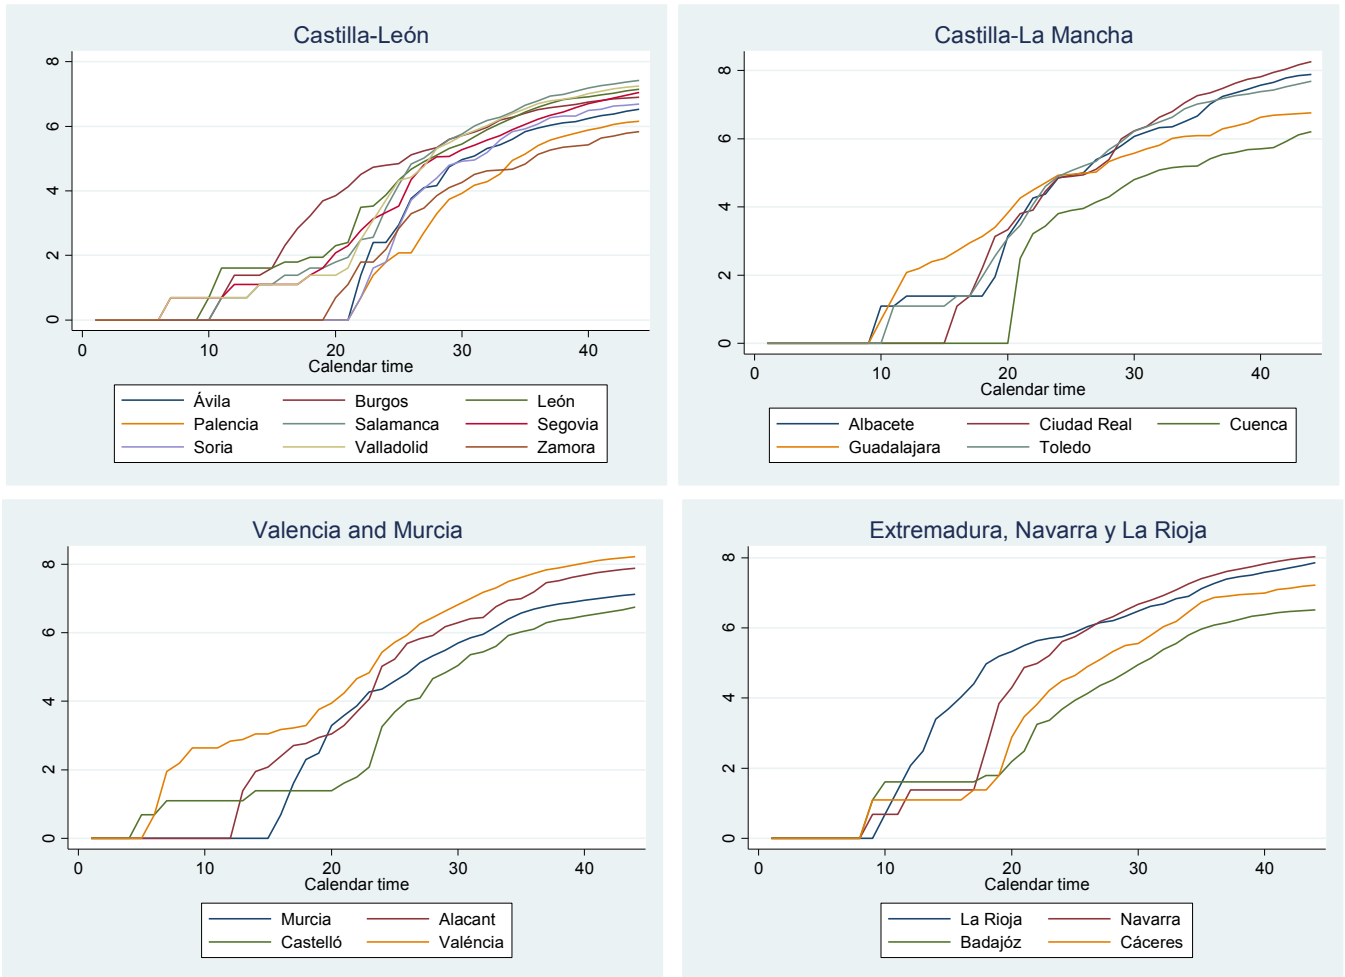 Castilla-León
8
6
4
2
0
0 10 20 30 40
Calendar time
Ávila Burgos León
Palencia Salamanca Segovia
Soria Valladolid Zamora
Castilla-La Mancha
8
6
4
2
0
0 10 20 30 40
Calendar time
Albacete Ciudad Real Cuenca
Guadalajara Toledo
Valencia and Murcia
8
6
4
2
0
0 10 20 30 40
Calendar time
Murcia Alacant
Castelló Valéncia
Extremadura, Navarra y La Rioja
8
6
4
2
0
0 10 20 30 40
Calendar time
La Rioja Navarra
Badajóz Cáceres